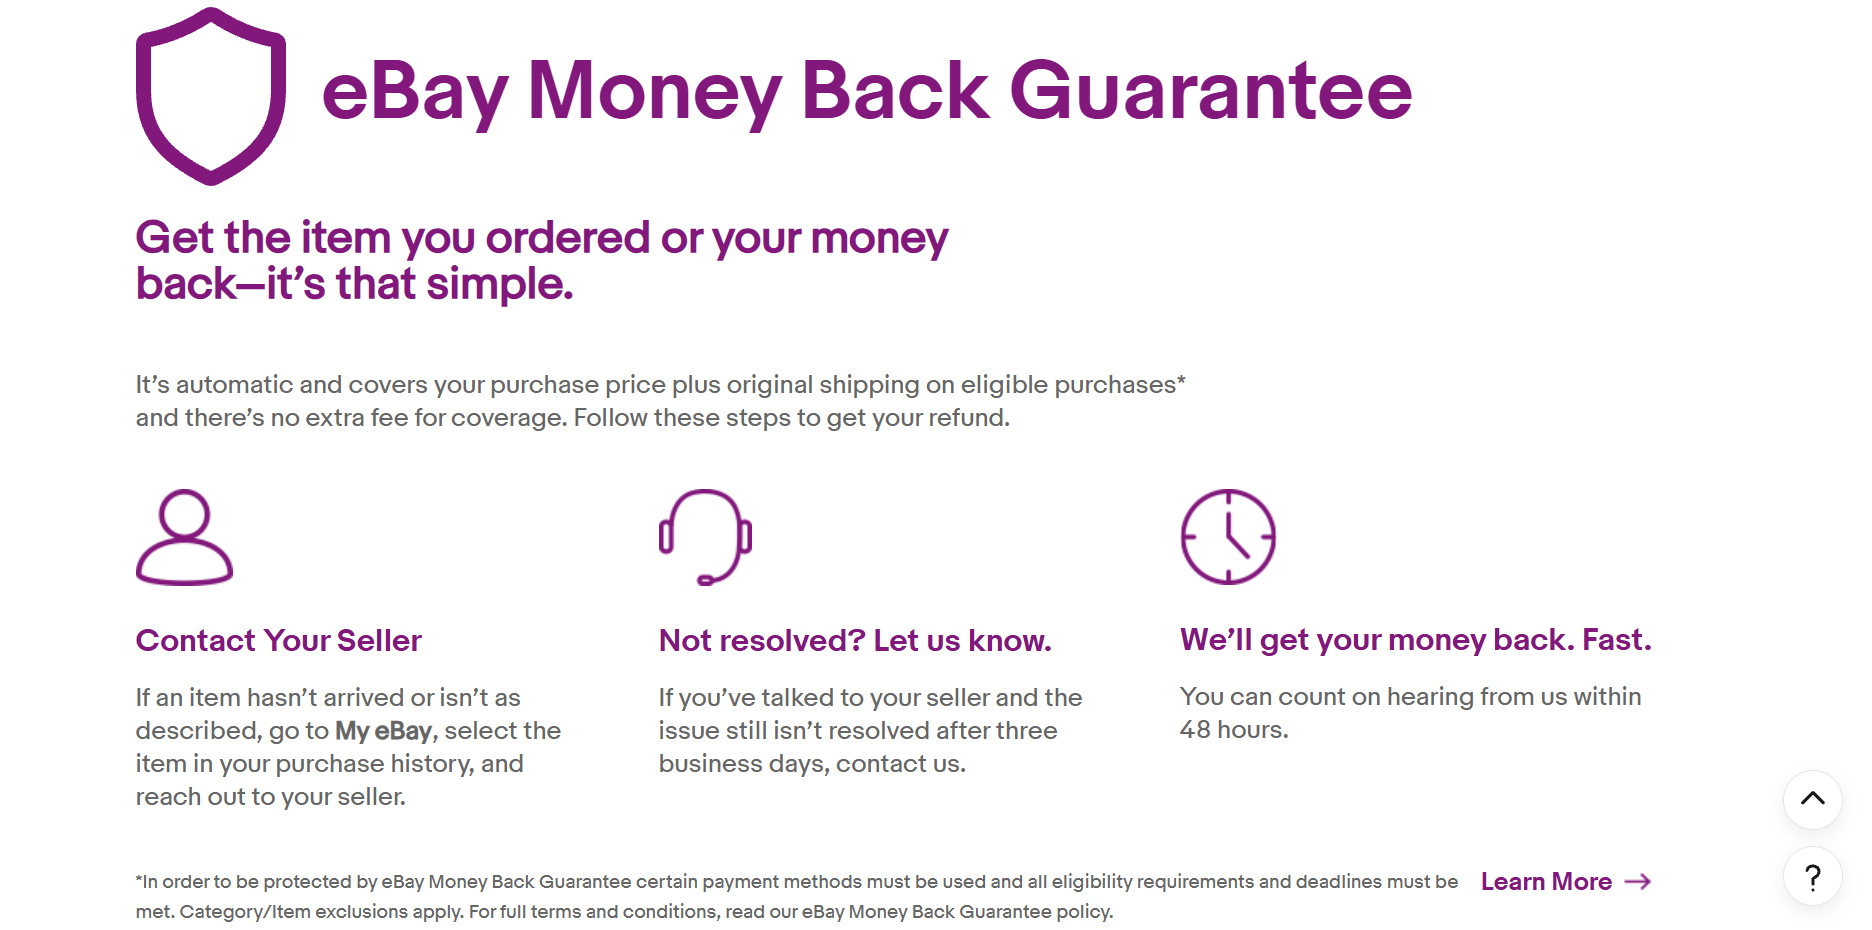 eBay Money Back Guarantee
Get the item you ordered or your money
back—it’s that simple.
It’s automatic and covers your purchase price plus original shipping on eligible purchases*
and there’s no extra fee for coverage. Follow these steps to get your refund.
Contact Your Seller
If an item hasn’t arrived or isn’t as
described, go to My eBay, select the
item in your purchase history, and
reach out to your seller.
Not resolved? Let us know.
If you’ve talked to your seller and the
issue still isn’t resolved after three
business days, contact us.
We’ll get your money back. Fast.
You can count on hearing from us within
48 hours.
*In order to be protected by eBay Money Back Guarantee certain payment methods must be used and all eligibility requirements and deadlines must be
met. Category/Item exclusions apply. For full terms and conditions, read our eBay Money Back Guarantee policy.
Learn More →
?